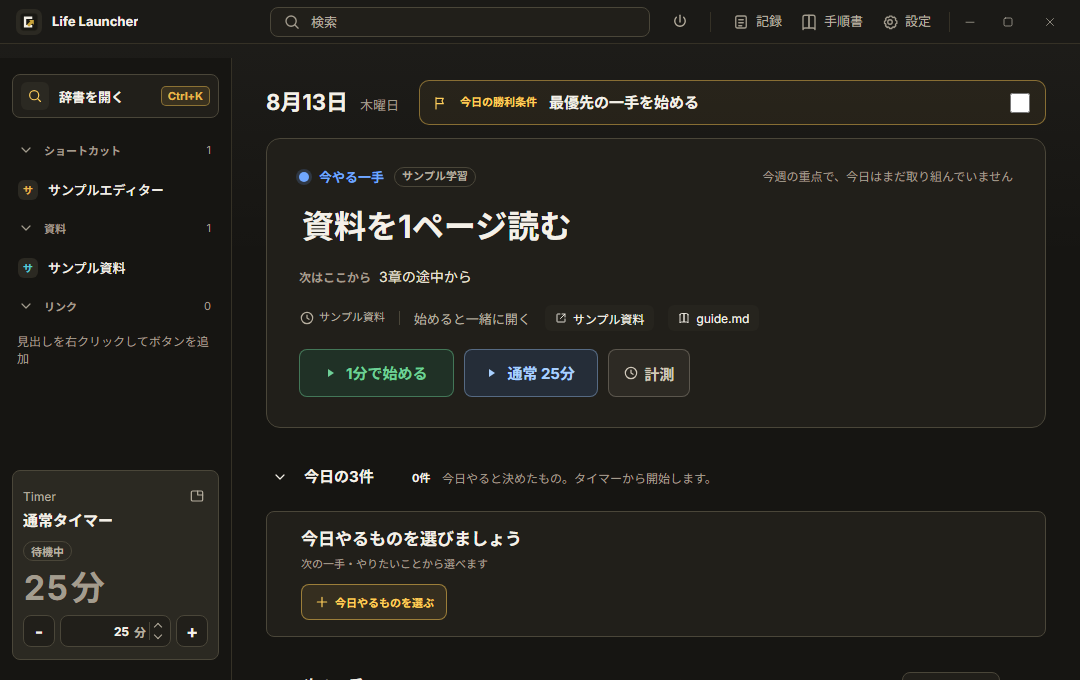 Life Launcher
検索
記録
手順書
設定
辞書を開く
Ctrl+K
ショートカット 1
サ サンプルエディター
資料 1
サ サンプル資料
リンク 0
見出しを右クリックしてボタンを追
加
Timer
通常タイマー
待機中
25分
- 25 分 +
8月13日 木曜日
今日の勝利条件 最優先の一手を始める
今やる一手 サンプル学習
今週の重点で、今日はまだ取り組んでいません
資料を1ページ読む
次はここから 3章の途中から
サンプル資料 始めると一緒に開く サンプル資料 guide.md
1分で始める
通常 25分
計測
今日の3件 0件 今日やると決めたもの。タイマーから開始します。
今日やるものを選びましょう
次の一手・やりたいことから選べます
今日やるものを選ぶ